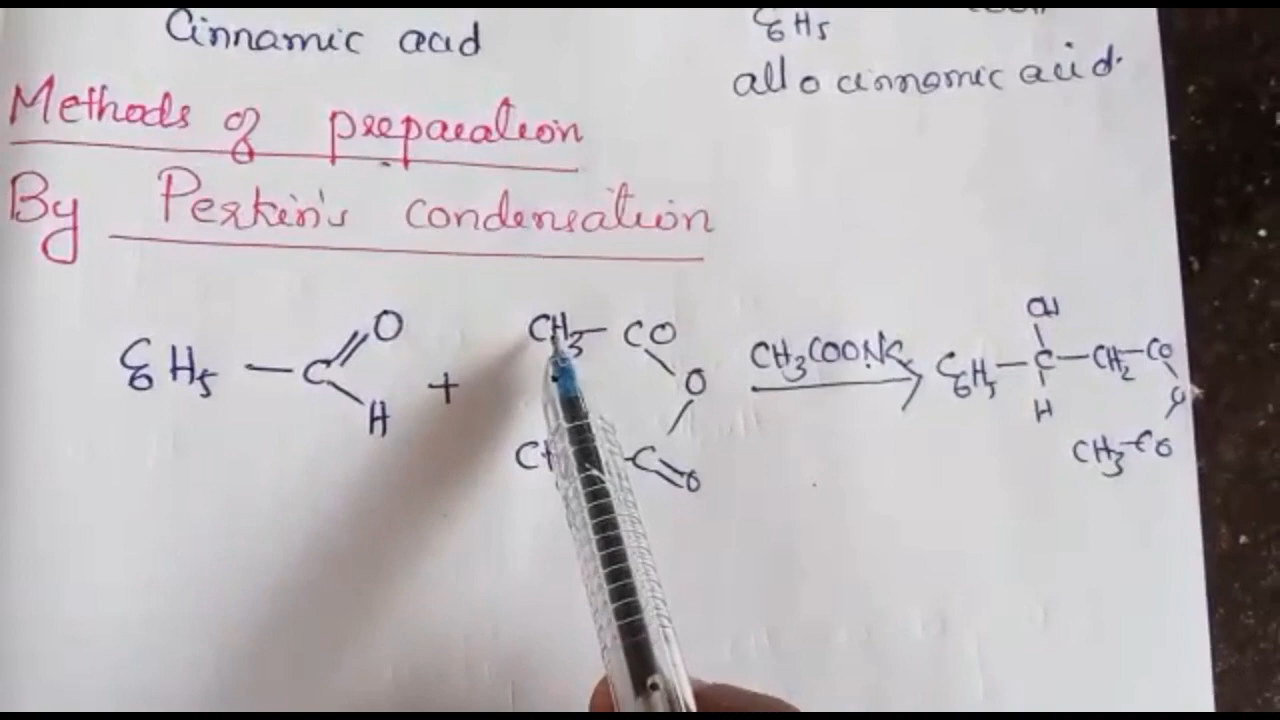 Cinnamic acid
C6H5
allo cinnamic acid.
Methods of preparation
By Perkin's condensation
C6H5 — C O H + CH3 — CO O C=O
CH3COONa
C6H5 — C — CH2 — CO
OH
H
O
CH3-CO